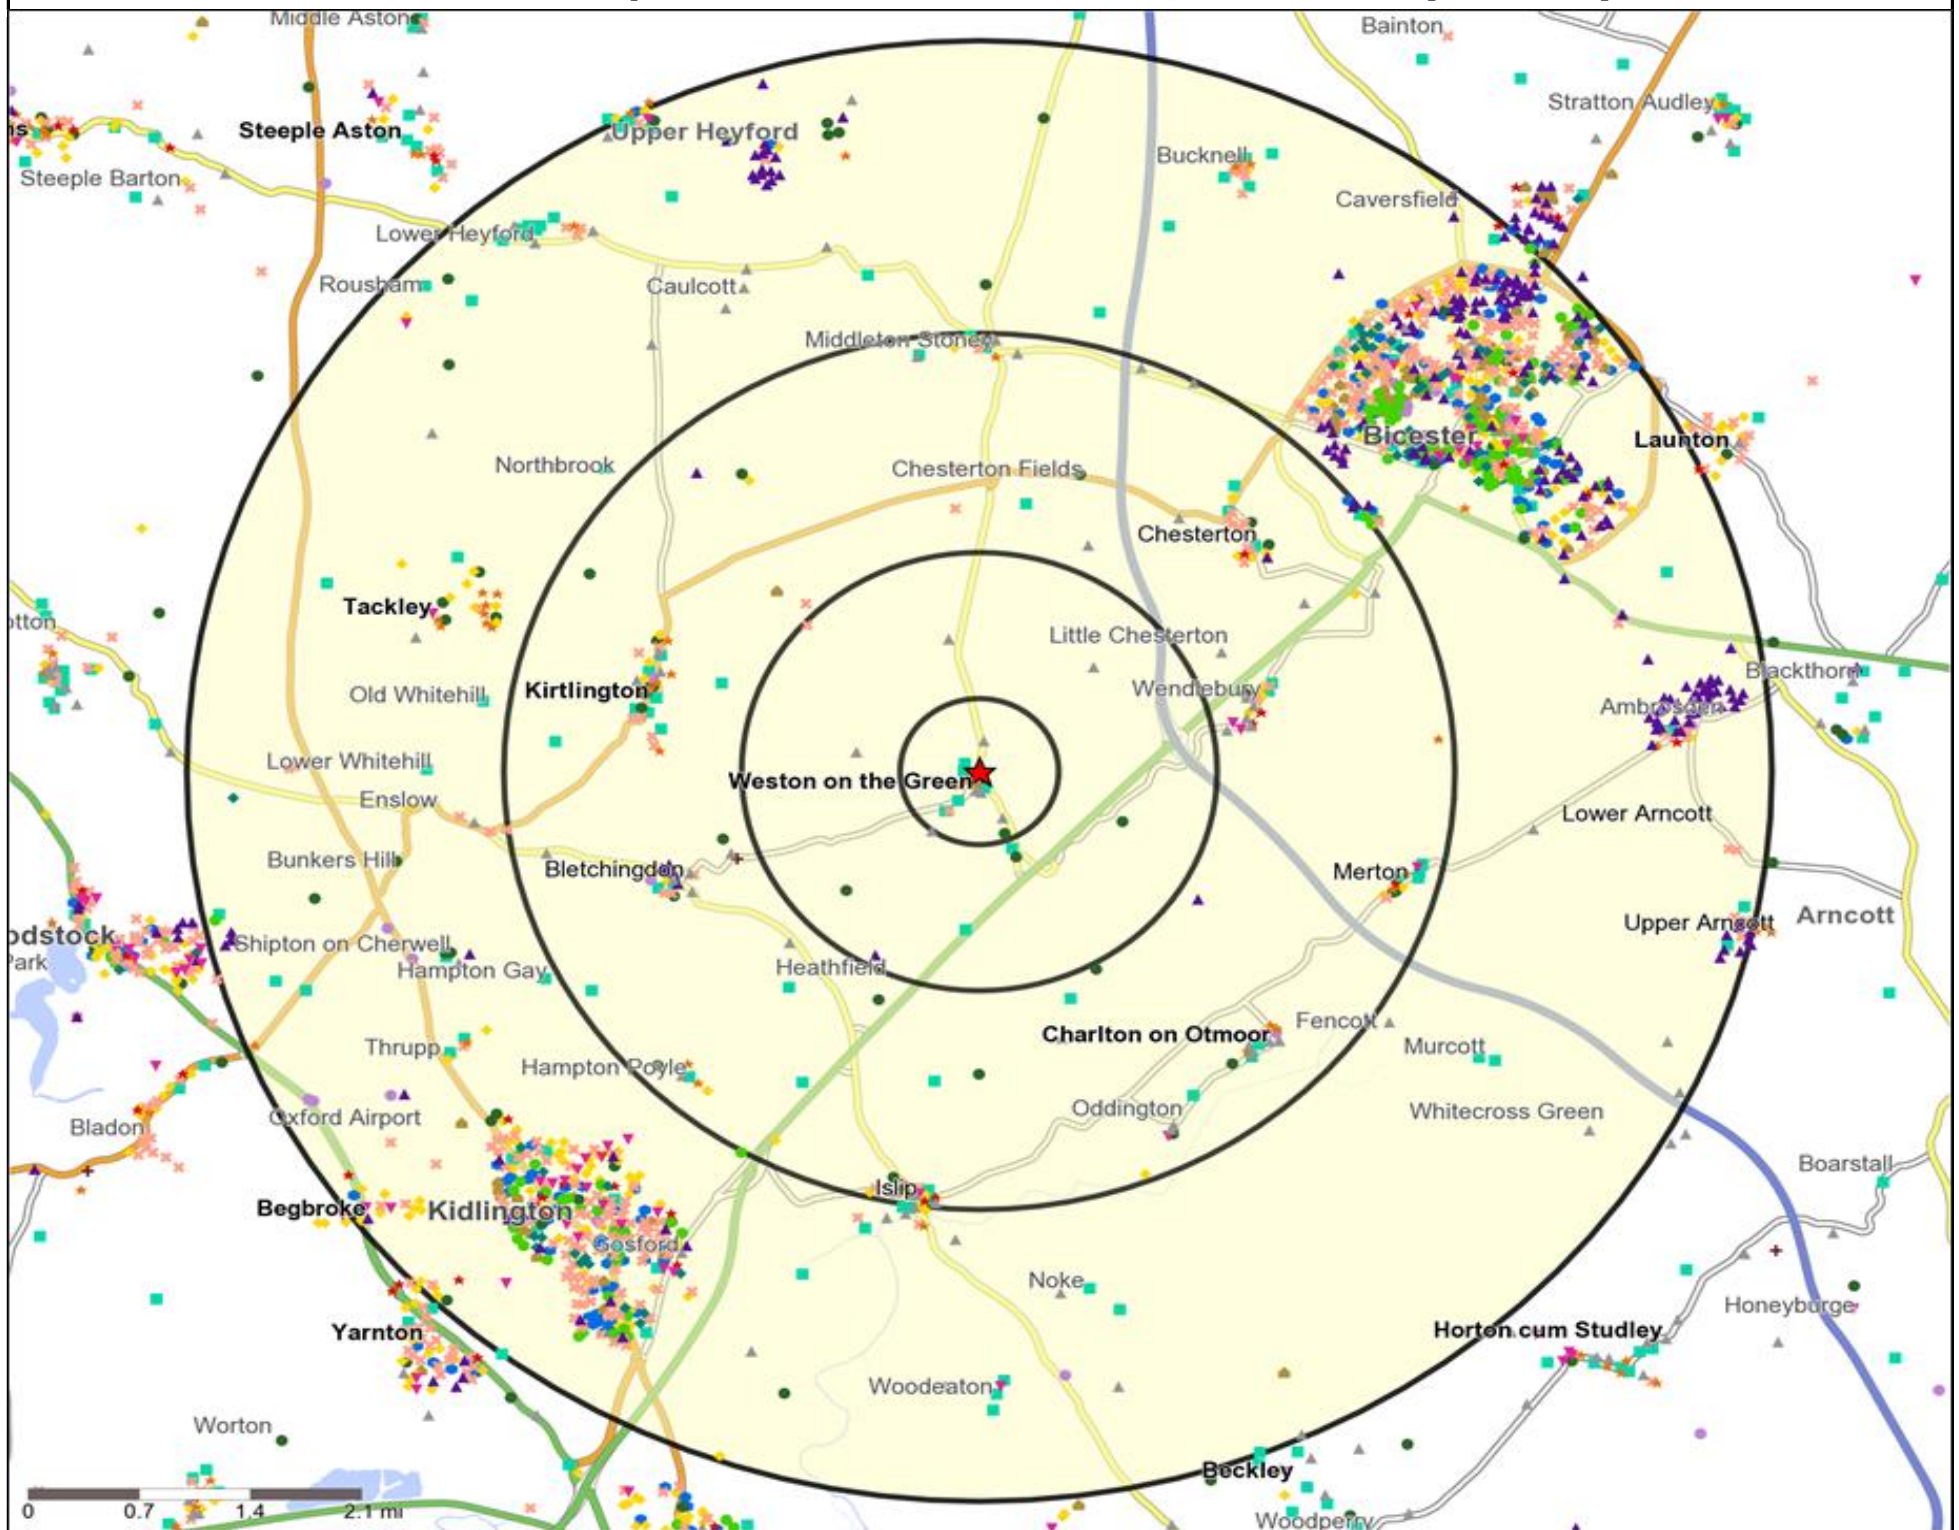 Middle Aston
Bainton
Stratton Audley
Steeple Aston
Upper Heyford
Bucknell
Steeple Barton
Caversfield
Lower Heyford
Rousham
Caulcott
Middleton Stoney
Bicester
Launton
Northbrook
Chesterton Fields
Chesterton
Tackley
otton
Little Chesterton
Old Whitehill
Kirtlington
Wendlebury
Blackthorn
Ambrosden
Lower Whitehill
Weston on the Green
Enslow
Lower Arncott
Bunkers Hill
Bletchingdon
Merton
Upper Arncott
Arncott
odstock
Park
Shipton on Cherwell
Hampton Gay
Heathfield
Charlton on Otmoor
Fencott
Thrupp
Hampton Poyle
Murcott
Oxford Airport
Oddington
Whitecross Green
Bladon
Boarstall
Begbroke
Kidlington
Islip
Gosford
Noke
Honeyburge
Yarnton
Horton cum Studley
Woodeaton
Worton
Beckley
0 0.7 1.4 2.1 mi
Woodperry